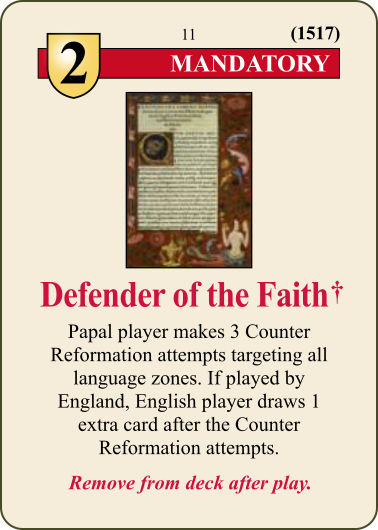 11
(1517)
2
MANDATORY
Defender of the Faith†
Papal player makes 3 Counter
Reformation attempts targeting all
language zones. If played by
England, English player draws 1
extra card after the Counter
Reformation attempts.
Remove from deck after play.